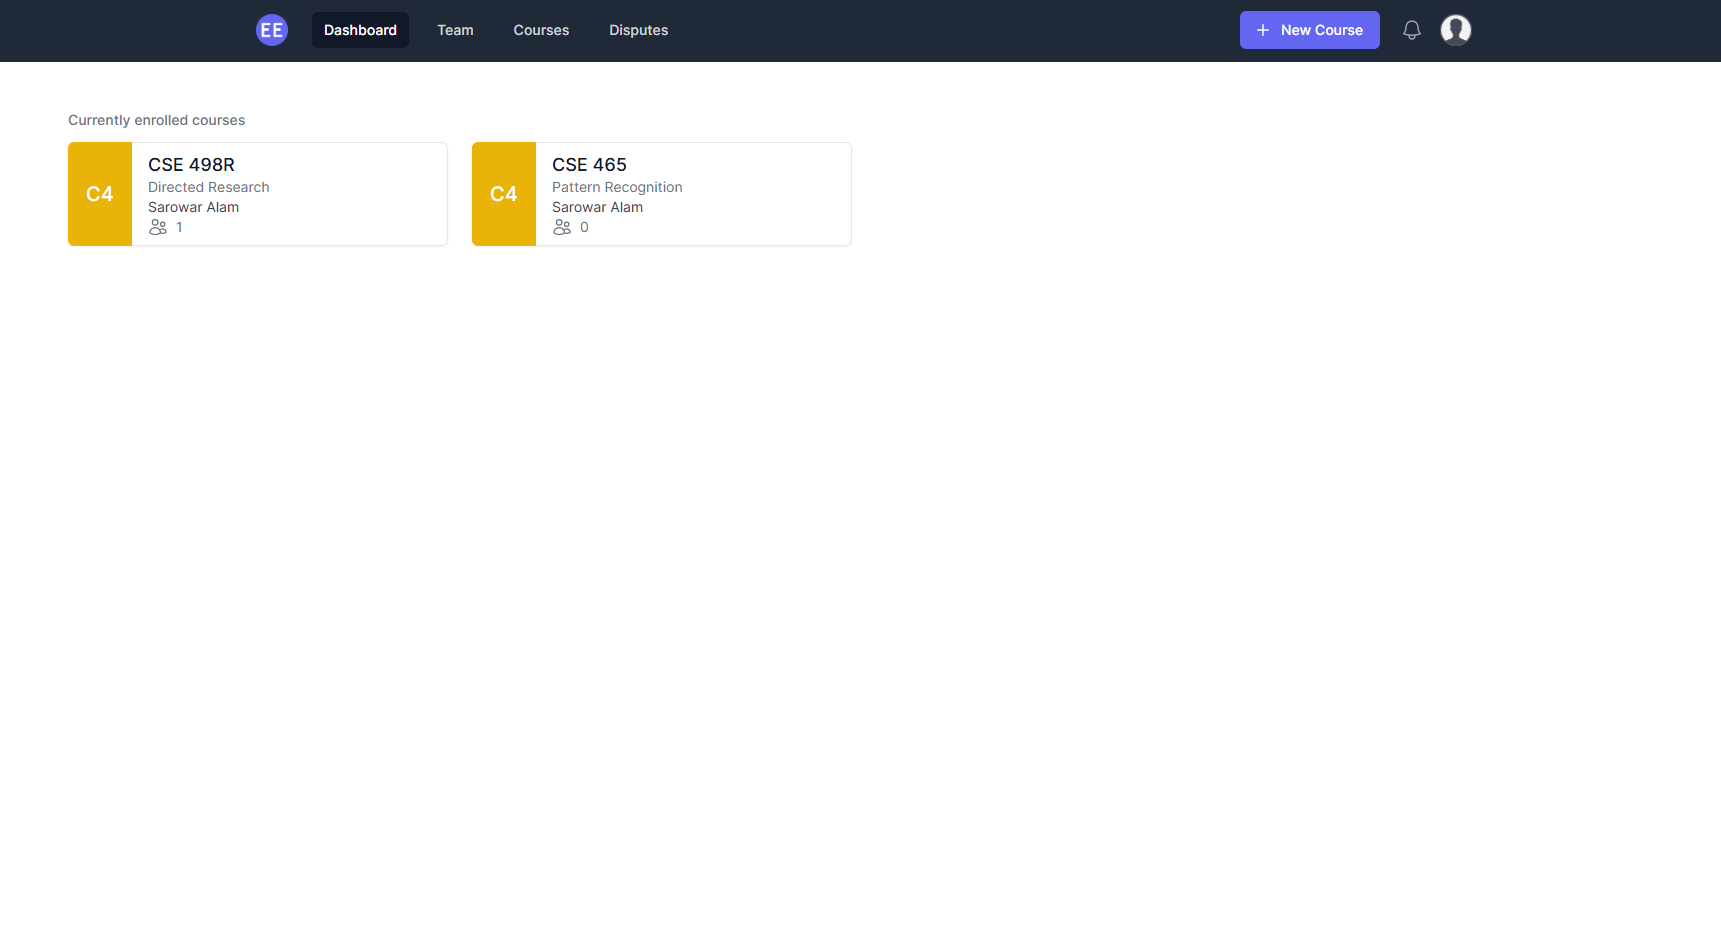 EE Dashboard Team Courses Disputes + New Course
Currently enrolled courses
C4
CSE 498R
Directed Research
Sarowar Alam
1
C4
CSE 465
Pattern Recognition
Sarowar Alam
0